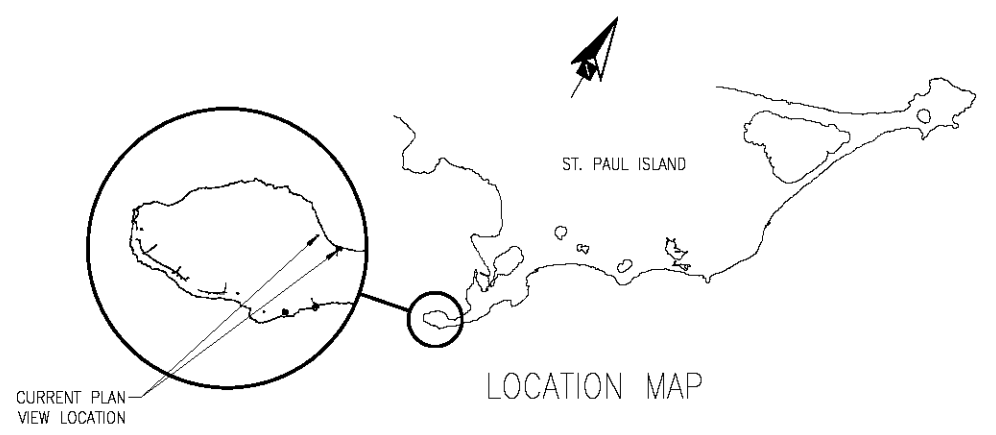 ST. PAUL ISLAND
CURRENT PLAN
VIEW LOCATION
LOCATION MAP